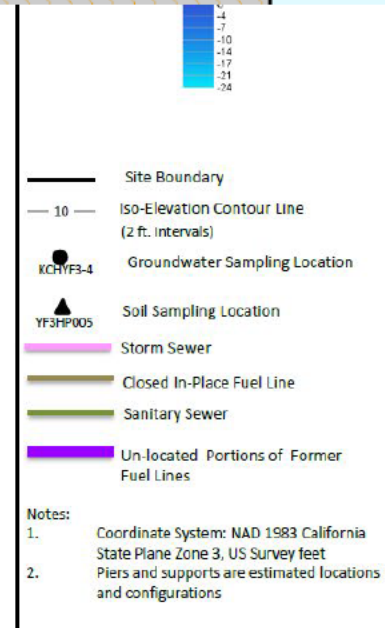 -4
-7
-10
-14
-17
-21
-24
Site Boundary
10
Iso-Elevation Contour Line
(2 ft. Intervals)
KCHYF3-4
Groundwater Sampling Location
YF3HP005
Soil Sampling Location
Storm Sewer
Closed In-Place Fuel Line
Sanitary Sewer
Un-located Portions of Former
Fuel Lines
Notes:
1. Coordinate System: NAD 1983 California
State Plane Zone 3, US Survey feet
2. Piers and supports are estimated locations
and configurations